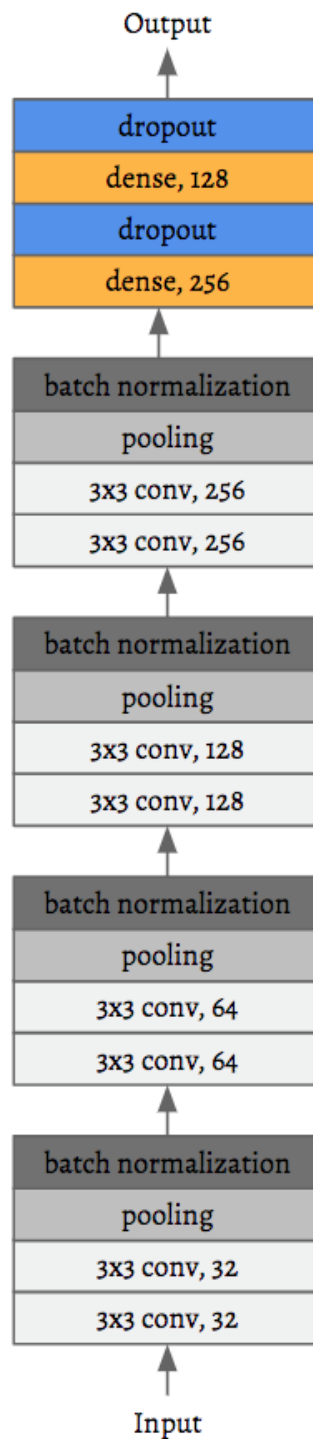 Output
dropout
dense, 128
dropout
dense, 256
batch normalization
pooling
3x3 conv, 256
3x3 conv, 256
batch normalization
pooling
3x3 conv, 128
3x3 conv, 128
batch normalization
pooling
3x3 conv, 64
3x3 conv, 64
batch normalization
pooling
3x3 conv, 32
3x3 conv, 32
Input